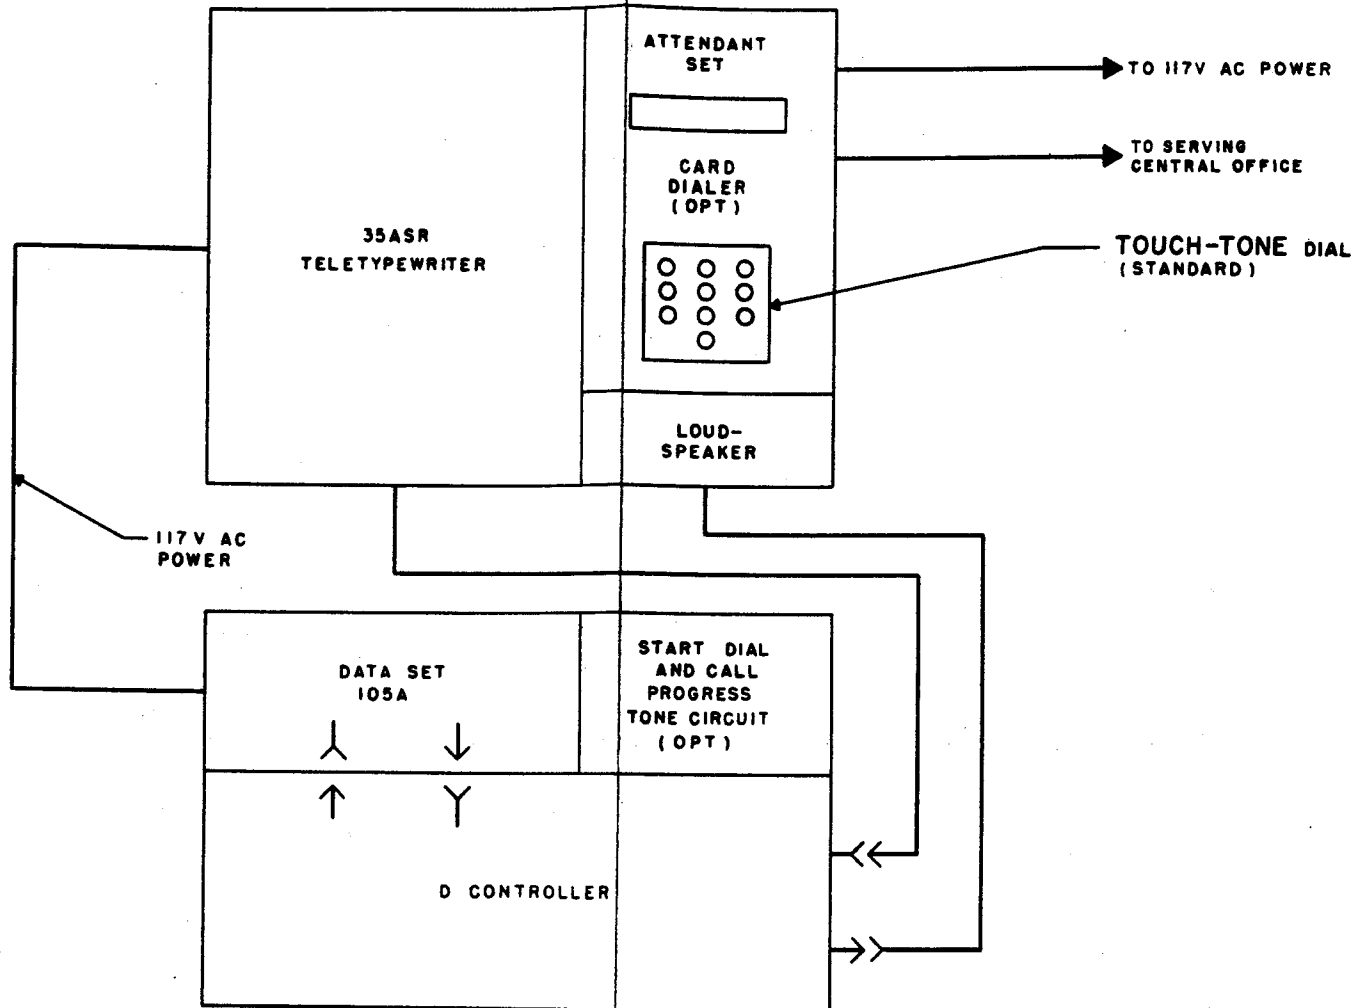 ATTENDANT
SET
TO 117V AC POWER
TO SERVING
CENTRAL OFFICE
CARD
DIALER
(OPT)
35ASR
TELETYPEWRITER
TOUCH-TONE DIAL
(STANDARD)
LOUD-
SPEAKER
117V AC
POWER
DATA SET
105A
START DIAL
AND CALL
PROGRESS
TONE CIRCUIT
(OPT)
D CONTROLLER